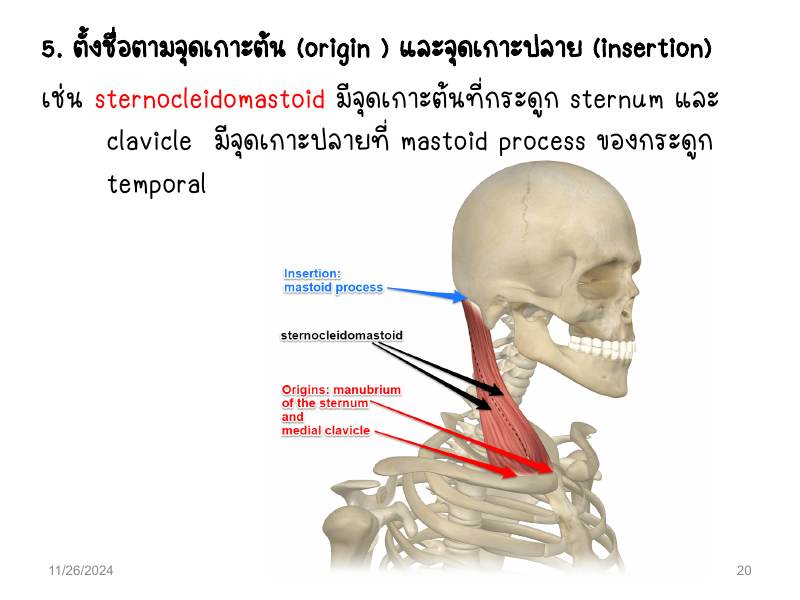 5. ตั้งชื่อตามจุดเกาะต้น (origin ) และจุดเกาะปลาย (insertion)
เช่น sternocleidomastoid มีจุดเกาะต้นที่กระดูก sternum และ
clavicle มีจุดเกาะปลายที่ mastoid process ของกระดูก
temporal
Insertion:
mastoid process
sternocleidomastoid
Origins: manubrium
of the sternum
and
medial clavicle
11/26/2024
20